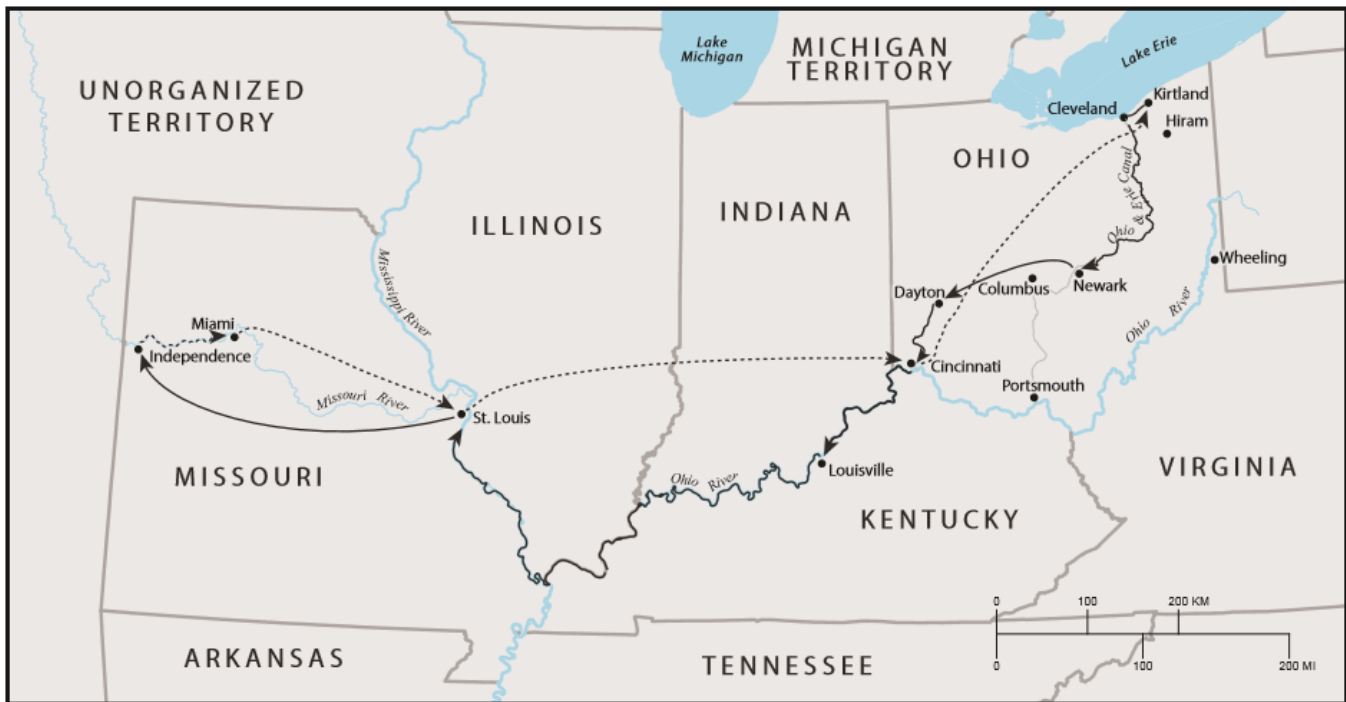 Lake
Michigan
MICHIGAN
TERRITORY
Lake Erie
UNORGANIZED
TERRITORY
Cleveland
Kirtland
Hiram
OHIO
ILLINOIS
INDIANA
Ohio & Erie Canal
Mississippi River
Wheeling
Dayton
Columbus
Newark
Ohio River
Miami
Independence
Cincinnati
Missouri River
Portsmouth
St. Louis
MISSOURI
Louisville
VIRGINIA
Ohio River
KENTUCKY
0 100 200 KM
0 100 200 MI
ARKANSAS
TENNESSEE